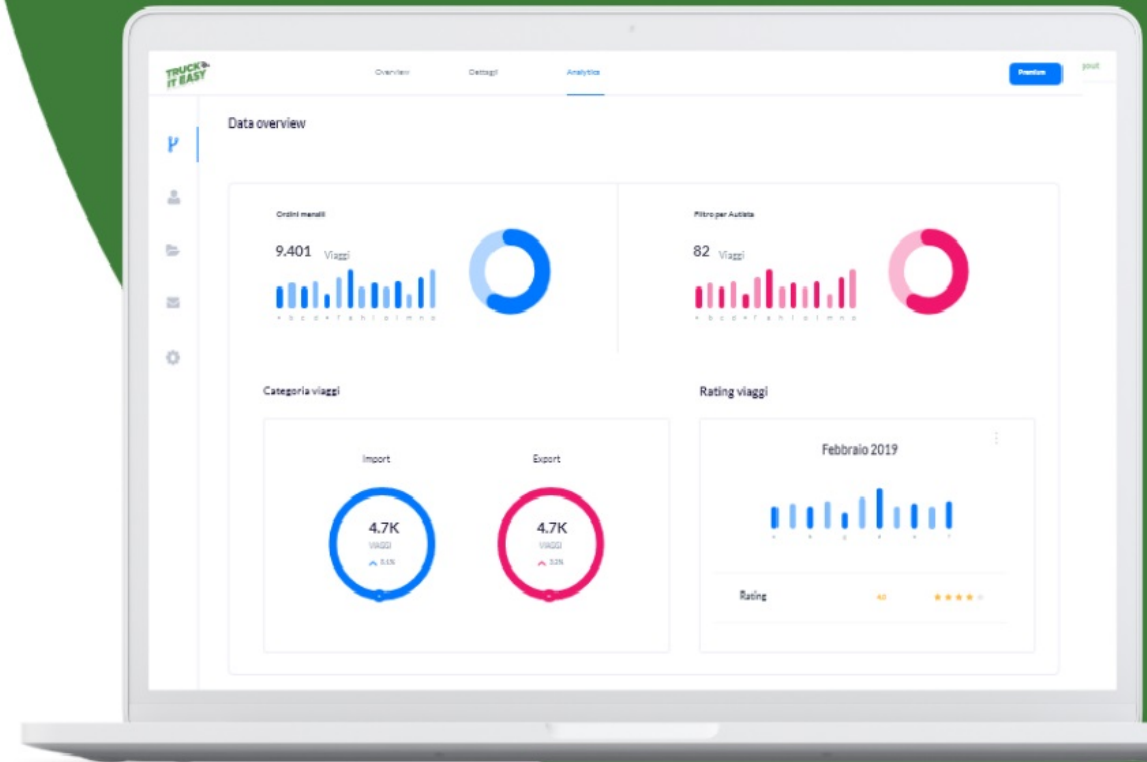 TRUCK
IT EASY
Overview
Dettagli
Analytics
Premium
Data overview
Ordini mensili
9.401 Viaggi
Filtro per Autista
82 Viaggi
Categoria viaggi
Import
4.7K
VIAGGI
Export
4.7K
VIAGGI
Rating viaggi
Febbraio 2019
Rating